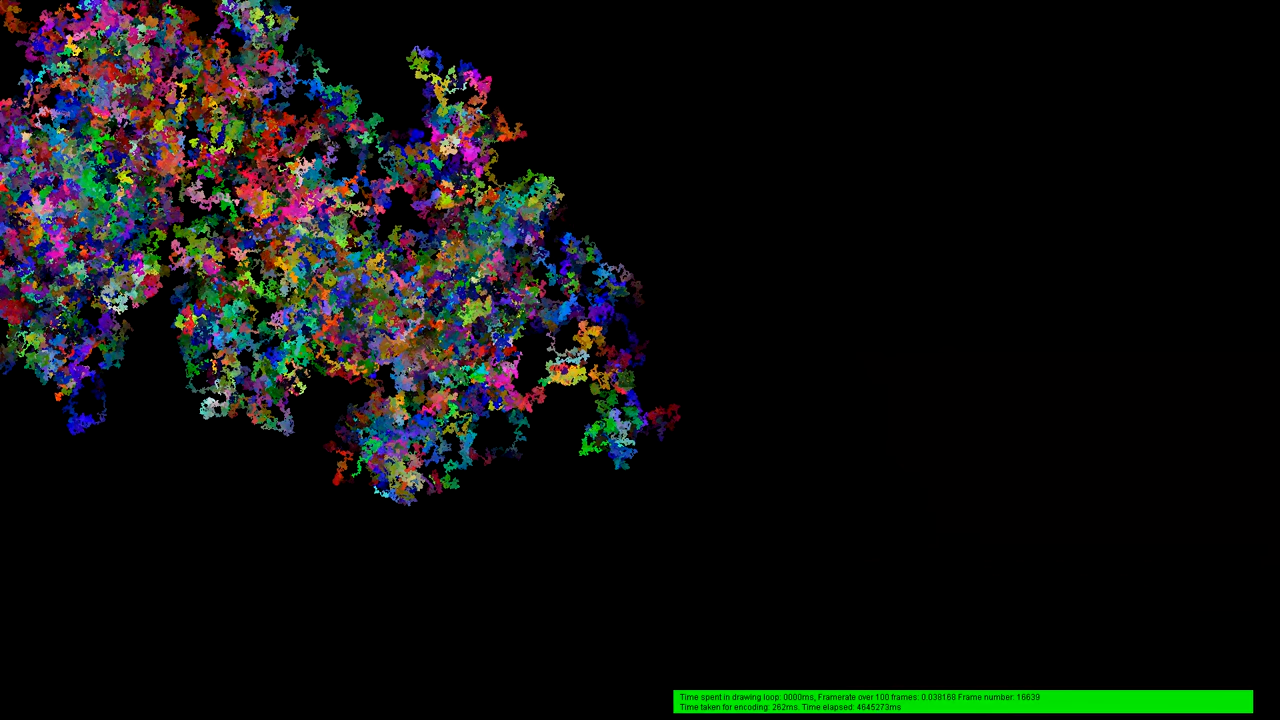 Time spent in drawing loop: 0000ms, Framerate over 100 frames: 0.038168 Frame number: 16639
Time taken for encoding: 262ms. Time elapsed: 4645273ms